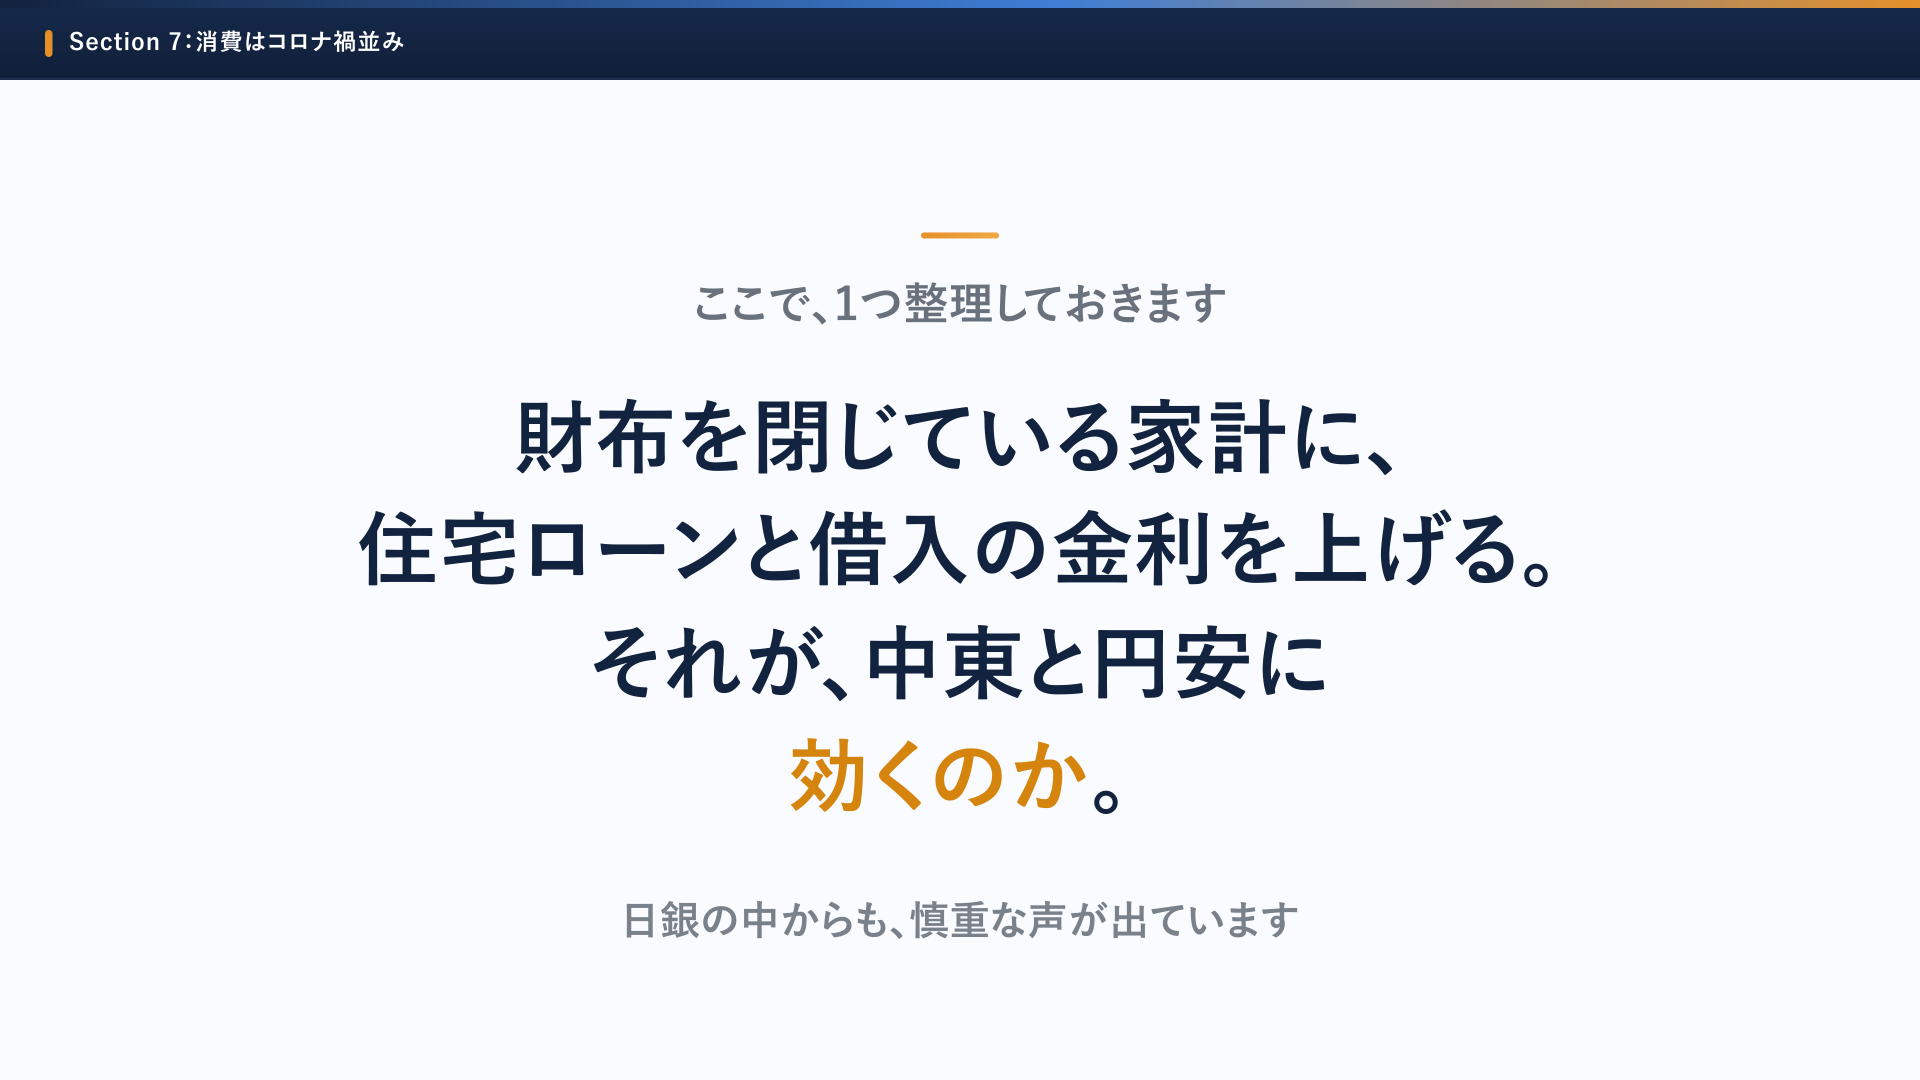 Section 7：消費はコロナ禍並み
ここで、1つ整理しておきます
財布を閉じている家計に、
住宅ローンと借入の金利を上げる。
それが、中東と円安に
効くのか。
日銀の中からも、慎重な声が出ています